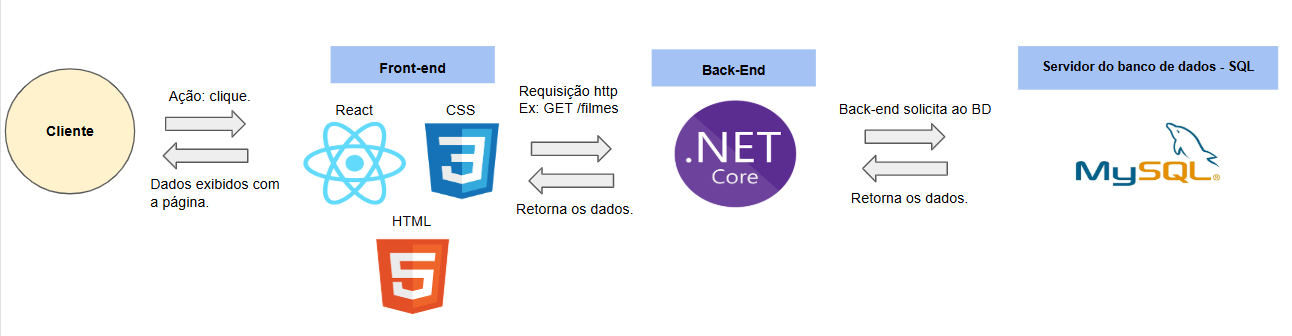 Cliente
Ação: clique.
Dados exibidos com
a página.
Front-end
React
CSS
HTML
Requisição http
Ex: GET /filmes
Retorna os dados.
Back-End
.NET
Core
Back-end solicita ao BD
Retorna os dados.
Servidor do banco de dados - SQL
MySQL®